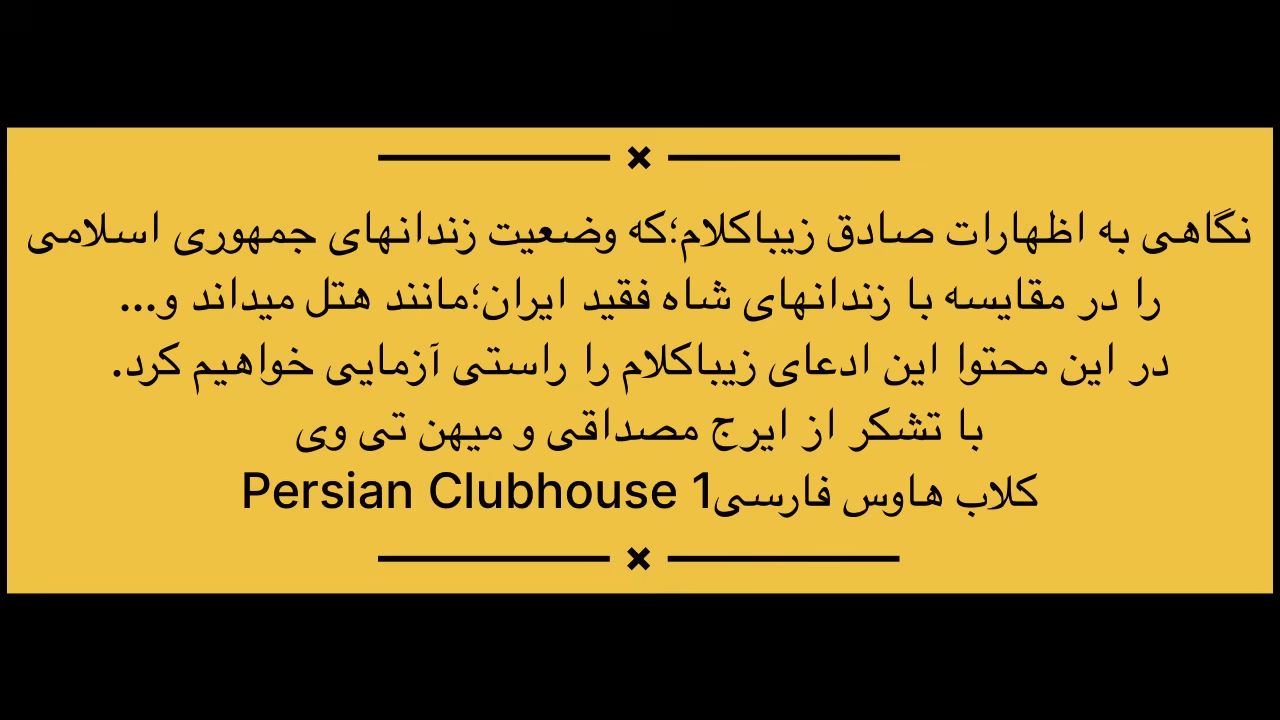 نگاهی به اظهارات صادق زیباکلام؛که وضعیت زندانهای جمهوری اسلامی
را در مقایسه با زندانهای شاه فقید ایران؛مانند هتل میداند و...
در این محتوا این ادعای زیباکلام را راستی آزمایی خواهیم کرد.
با تشکر از ایرج مصداقی و میهن تی وی
کلاب هاوس فارسی1 Persian Clubhouse